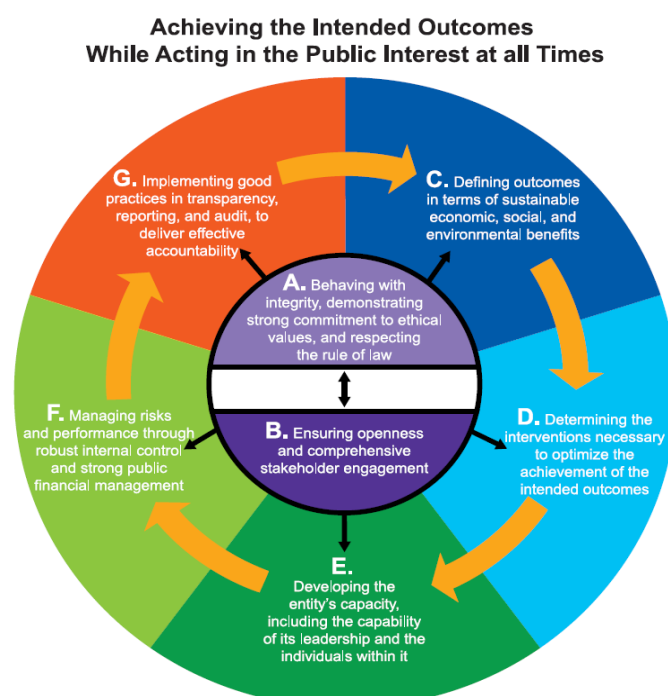 Achieving the Intended Outcomes
While Acting in the Public Interest at all Times
G. Implementing good
practices in transparency,
reporting, and audit, to
deliver effective
accountability
C. Defining outcomes
in terms of sustainable
economic, social, and
environmental benefits
A. Behaving with
integrity, demonstrating
strong commitment to ethical
values, and respecting
the rule of law
B. Ensuring openness
and comprehensive
stakeholder engagement
F. Managing risks
and performance through
robust internal control
and strong public
financial management
D. Determining the
interventions necessary
to optimize the
achievement of the
intended outcomes
E.
Developing the
entity's capacity,
including the capability
of its leadership and the
individuals within it